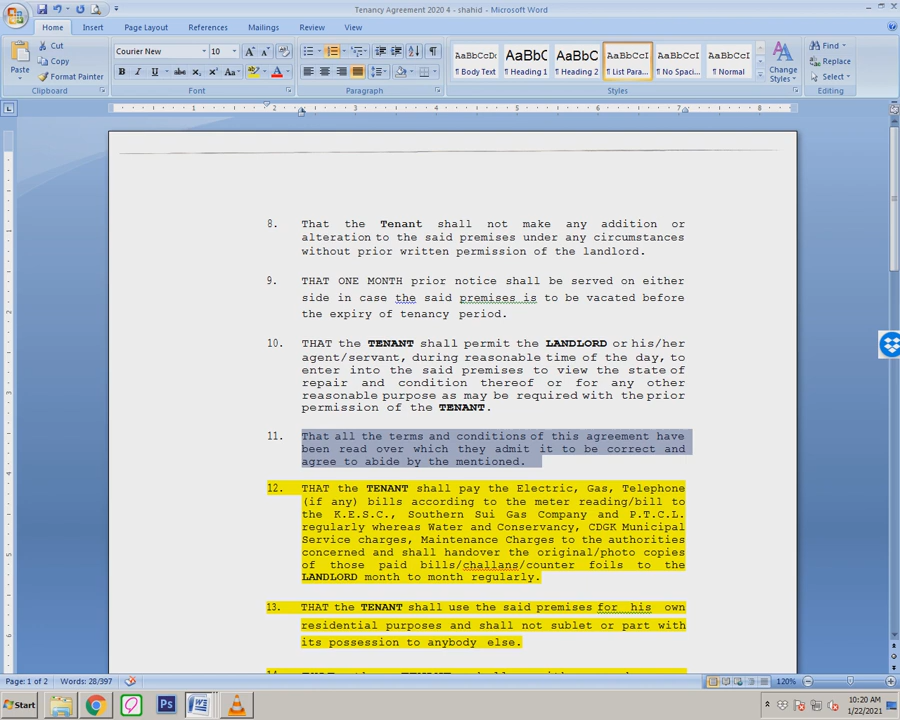 Tenancy Agreement 2020 4 - shahid - Microsoft Word
Home Insert Page Layout References Mailings Review View
Paste
Cut
Copy
Format Painter
Clipboard
Courier New 10
B I U abc X₂ X² Aa
Font
Paragraph
AaBbCcDc AaBbC AaBbC AaBbCcI AaBbCcI AaBbCcI
¶ Body Text Heading 1 Heading 2 ¶ List Para... ¶ No Spaci... ¶ Normal
Change
Styles
Styles
Find
Replace
Select
Editing
8. That the Tenant shall not make any addition or
alteration to the said premises under any circumstances
without prior written permission of the landlord.
9. THAT ONE MONTH prior notice shall be served on either
side in case the said premises is to be vacated before
the expiry of tenancy period.
10. THAT the TENANT shall permit the LANDLORD or his/her
agent/servant, during reasonable time of the day, to
enter into the said premises to view the state of
repair and condition thereof or for any other
reasonable purpose as may be required with the prior
permission of the TENANT.
11. That all the terms and conditions of this agreement have
been read over which they admit it to be correct and
agree to abide by the mentioned.
12. THAT the TENANT shall pay the Electric, Gas, Telephone
(if any) bills according to the meter reading/bill to
the K.E.S.C., Southern Sui Gas Company and P.T.C.L.
regularly whereas Water and Conservancy, CDGK Municipal
Service charges, Maintenance Charges to the authorities
concerned and shall handover the original/photo copies
of those paid bills/challans/counter foils to the
LANDLORD month to month regularly.
13. THAT the TENANT shall use the said premises for his own
residential purposes and shall not sublet or part with
its possession to anybody else.
Page: 1 of 2 Words: 28/397 120%
Start 10:20 AM
1/22/2021